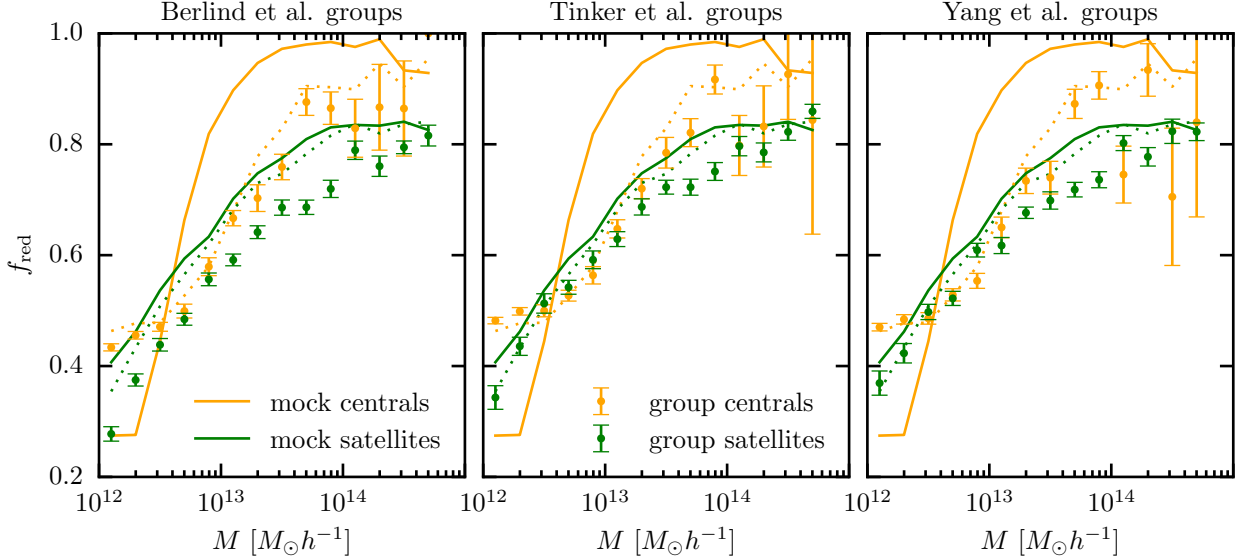 Berlind et al. groups
Tinker et al. groups
Yang et al. groups
1.0
0.8
0.6
0.4
0.2
f_red
mock centrals
mock satellites
group centrals
group satellites
10^12 10^13 10^14
10^12 10^13 10^14
10^12 10^13 10^14
M [M_⊙h^−1]
M [M_⊙h^−1]
M [M_⊙h^−1]